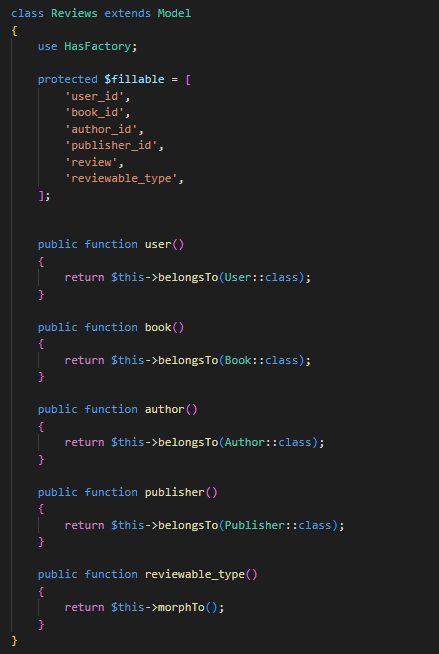 class Reviews extends Model
{
    use HasFactory;
    protected $fillable = [
        'user_id',
        'book_id',
        'author_id',
        'publisher_id',
        'review',
        'reviewable_type',
    ];
    public function user()
    {
        return $this->belongsTo(User::class);
    }
    public function book()
    {
        return $this->belongsTo(Book::class);
    }
    public function author()
    {
        return $this->belongsTo(Author::class);
    }
    public function publisher()
    {
        return $this->belongsTo(Publisher::class);
    }
    public function reviewable_type()
    {
        return $this->morphTo();
    }
}